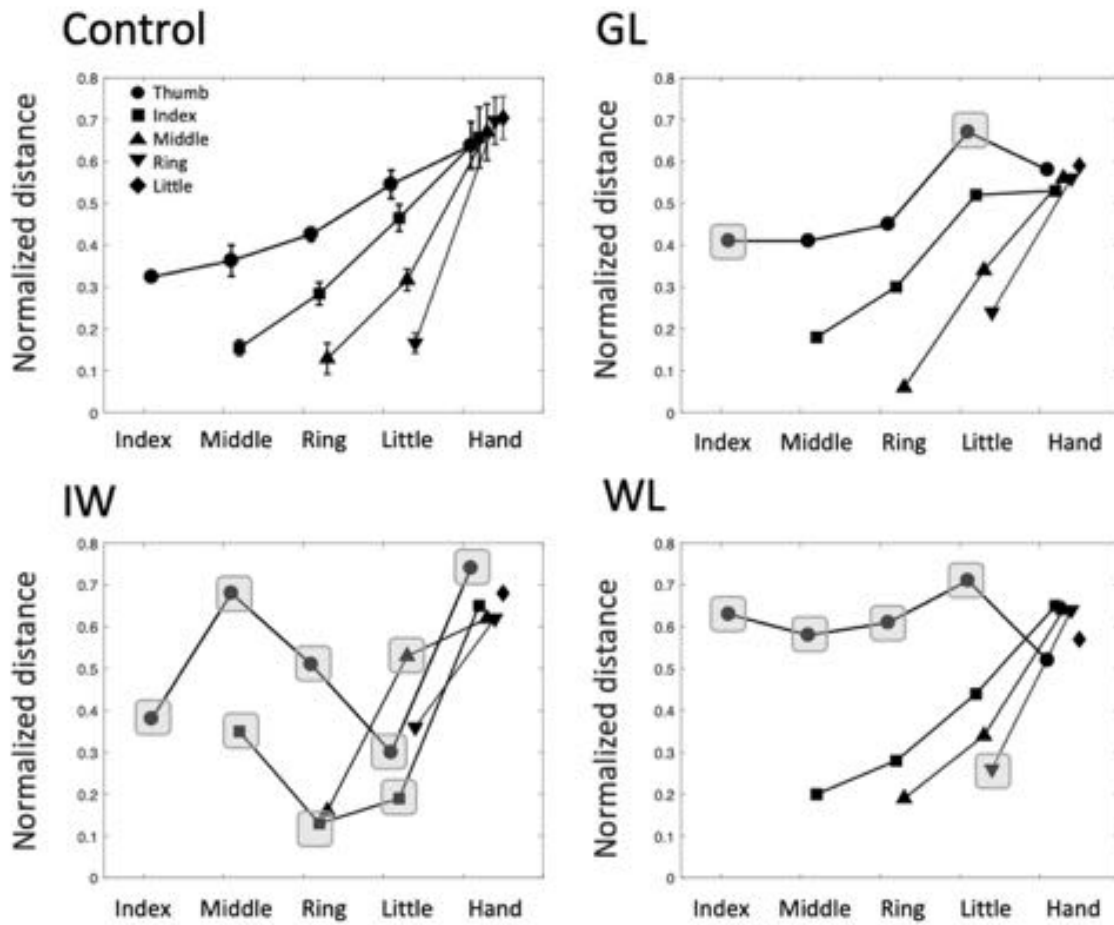 Control
Normalized distance
0.8
0.7
0.6
0.5
0.4
0.3
0.2
0.1
0
Thumb
Index
Middle
Ring
Little
Index Middle Ring Little Hand
GL
Normalized distance
0.8
0.7
0.6
0.5
0.4
0.3
0.2
0.1
0
Index Middle Ring Little Hand
IW
Normalized distance
0.8
0.7
0.6
0.5
0.4
0.3
0.2
0.1
0
Index Middle Ring Little Hand
WL
Normalized distance
0.8
0.7
0.6
0.5
0.4
0.3
0.2
0.1
0
Index Middle Ring Little Hand